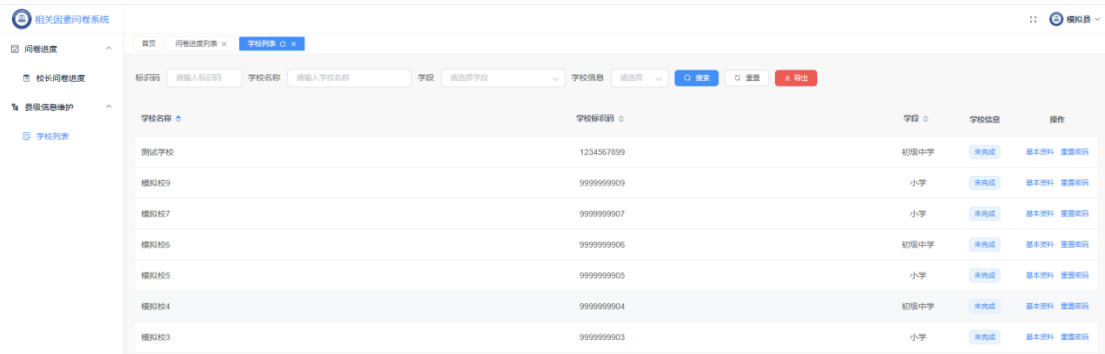 相关因素问卷系统
模拟县
问卷进度
首页 问卷进度列表 × 学校列表 ×
校长问卷进度
标识码 请输入标识码 学校名称 请输入学校名称 学段 请选择学段 学校信息 请选择 搜索 重置 导出
县级信息维护
学校列表
学校名称 学校标识码 学段 学校信息 操作
测试学校 1234567899 初级中学 未完成 基本资料 重置密码
模拟校9 9999999909 小学 未完成 基本资料 重置密码
模拟校7 9999999907 小学 未完成 基本资料 重置密码
模拟校6 9999999906 初级中学 未完成 基本资料 重置密码
模拟校5 9999999905 小学 未完成 基本资料 重置密码
模拟校4 9999999904 初级中学 未完成 基本资料 重置密码
模拟校3 9999999903 小学 未完成 基本资料 重置密码